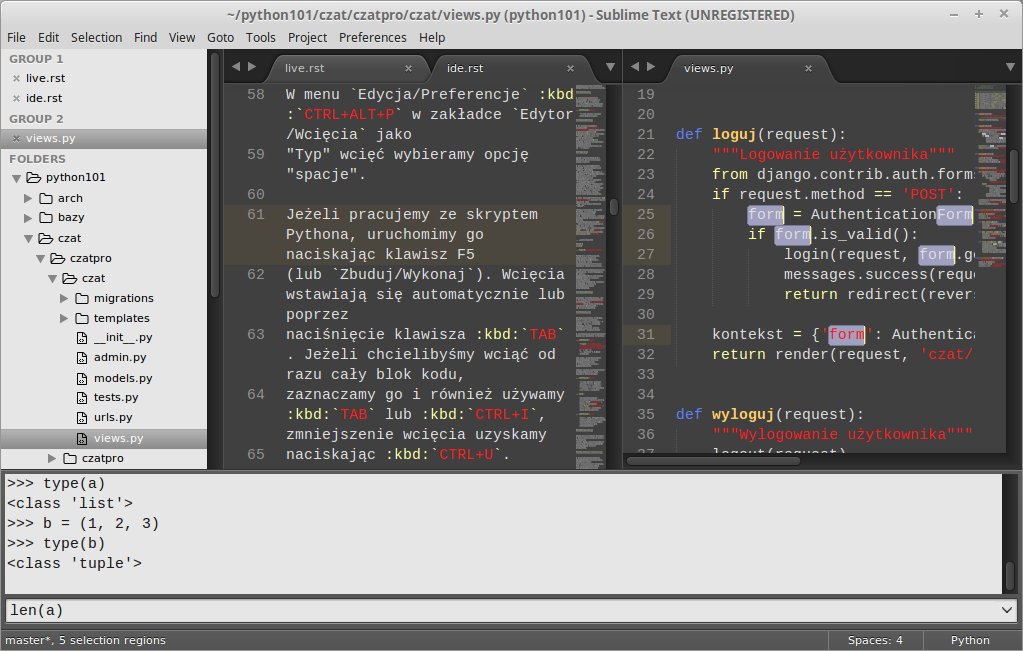 ~/python101/czat/czatpro/czat/views.py (python101) - Sublime Text (UNREGISTERED)
File Edit Selection Find View Goto Tools Project Preferences Help
GROUP 1
live.rst
ide.rst
GROUP 2
views.py
FOLDERS
python101
arch
bazy
czat
czatpro
czat
migrations
templates
__init__.py
admin.py
models.py
tests.py
urls.py
views.py
czatpro
live.rst ide.rst
58 W menu `Edycja/Preferencje` :kbd
:`CTRL+ALT+P` w zakładce `Edytor
/Wcięcia` jako
59 "Typ" wcięć wybieramy opcję
"spacje".
60
61 Jeżeli pracujemy ze skryptem
Pythona, uruchomimy go
naciskając klawisz F5
62 (lub `Zbuduj/Wykonaj`). Wcięcia
wstawiają się automatycznie lub
poprzez
63 naciśnięcie klawisza :kbd:`TAB`
. Jeżeli chcielibyśmy wciąć od
razu cały blok kodu,
64 zaznaczamy go i również używamy
:kbd:`TAB` lub :kbd:`CTRL+I`,
zmniejszenie wcięcia uzyskamy
65 naciskając :kbd:`CTRL+U`.
views.py
19
20
21 def loguj(request):
22 """Logowanie użytkownika"""
23 from django.contrib.auth.forms
24 if request.method == 'POST':
25 form = AuthenticationForm
26 if form.is_valid():
27 login(request, form.ge
28 messages.success(reque
29 return redirect(revers
30
31 kontekst = {'form': Authentica
32 return render(request, 'czat/
33
34
35 def wyloguj(request):
36 """Wylogowanie użytkownika"""
37 logout(request)
>>> type(a)
<class 'list'>
>>> b = (1, 2, 3)
>>> type(b)
<class 'tuple'>
len(a)
master*, 5 selection regions Spaces: 4 Python